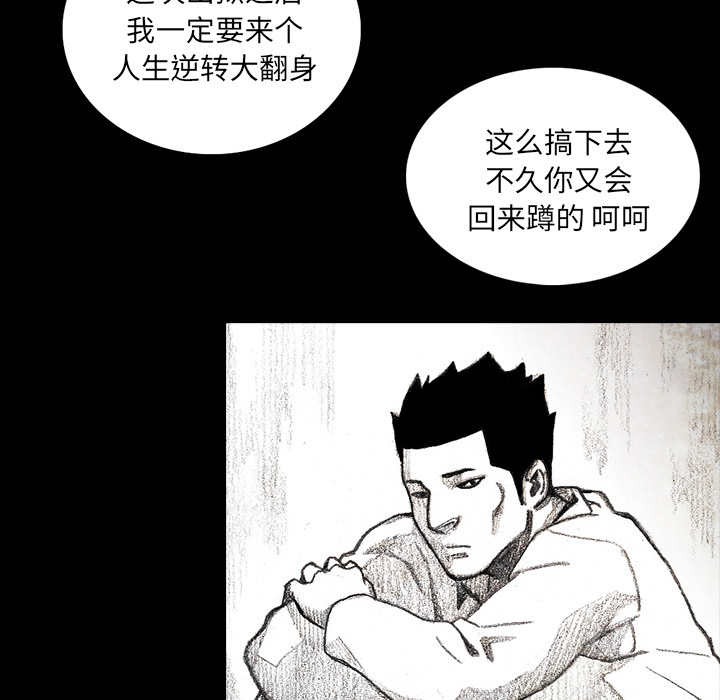 我一定要来个
人生逆转大翻身
这么搞下去
不久你又会
回来蹲的 呵呵